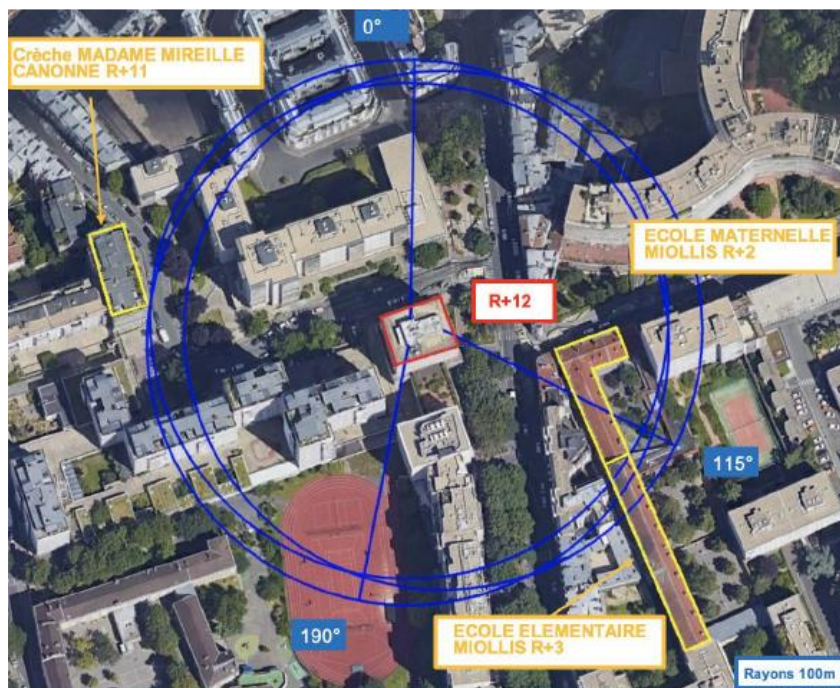 0°
Crèche MADAME MIREILLE
CANONNE R+11
ECOLE MATERNELLE
MIOLLIS R+2
R+12
115°
190°
ECOLE ELEMENTAIRE
MIOLLIS R+3
Rayons 100m